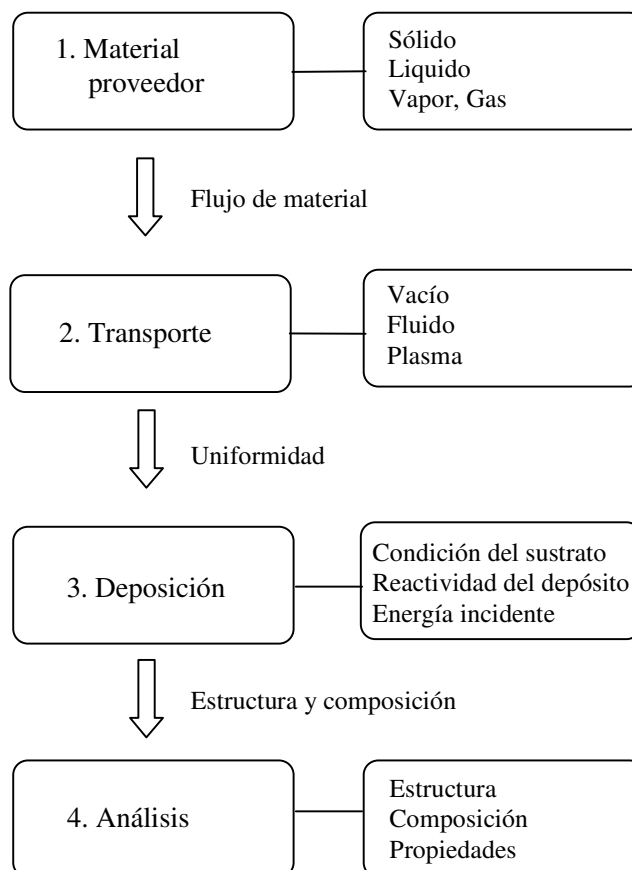 1. Material
proveedor
Sólido
Liquido
Vapor, Gas
Flujo de material
2. Transporte
Vacío
Fluido
Plasma
Uniformidad
3. Deposición
Condición del sustrato
Reactividad del depósito
Energía incidente
Estructura y composición
4. Análisis
Estructura
Composición
Propiedades